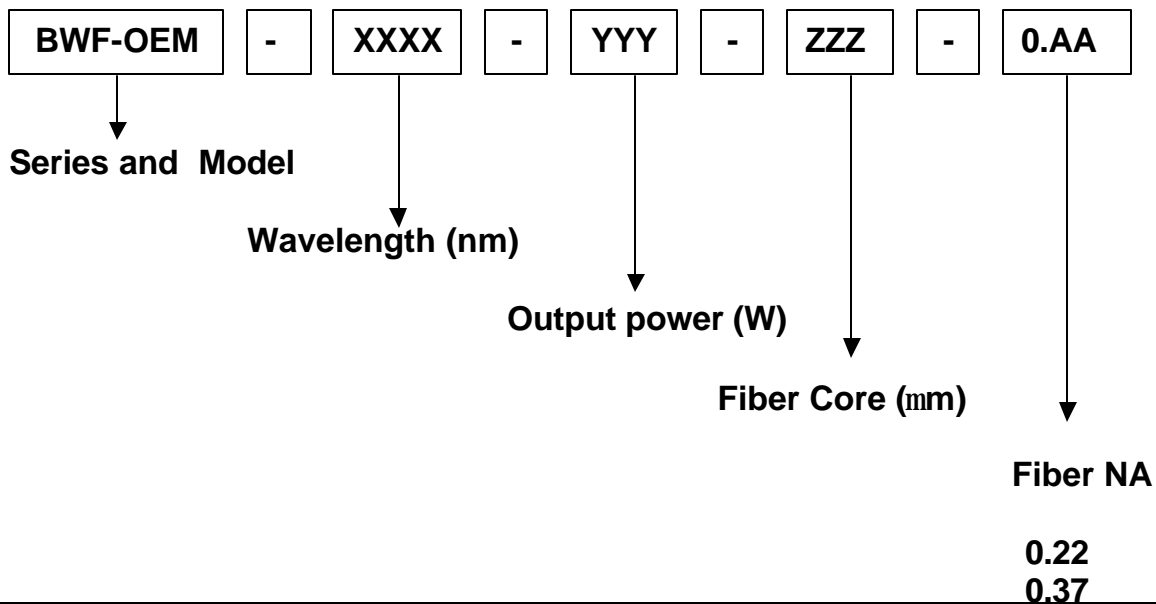 BWF-OEM - XXXX - YYY - ZZZ - 0.AA
Series and Model
Wavelength (nm)
Output power (W)
Fiber Core (mm)
Fiber NA
0.22
0.37